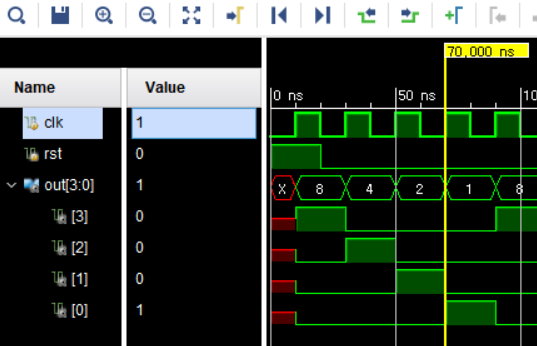 70,000 ns
Name Value
0 ns 50 ns 10
clk 1
rst 0
out[3:0] 1 X 8 4 2 1 8
[3] 0
[2] 0
[1] 0
[0] 1